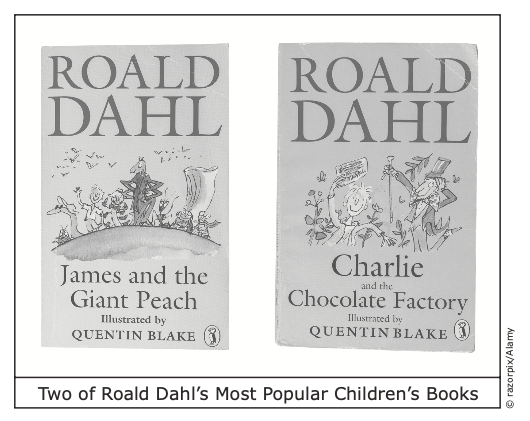 ROALD
DAHL
James and the
Giant Peach
Illustrated by
QUENTIN BLAKE
ROALD
DAHL
Charlie
and the
Chocolate Factory
Illustrated by
QUENTIN BLAKE
Two of Roald Dahl's Most Popular Children's Books
© razorpix/Alamy